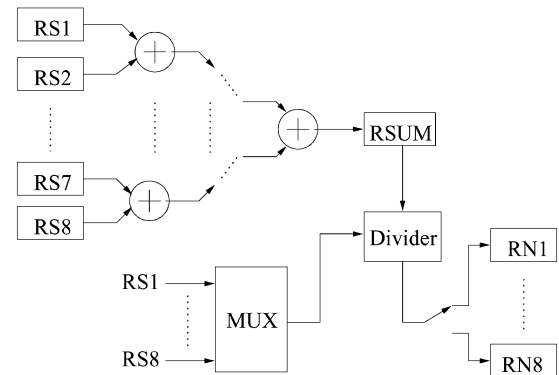 RS1
RS2
RSUM
RS7
RS8
Divider
RN1
RS1
MUX
RS8
RN8